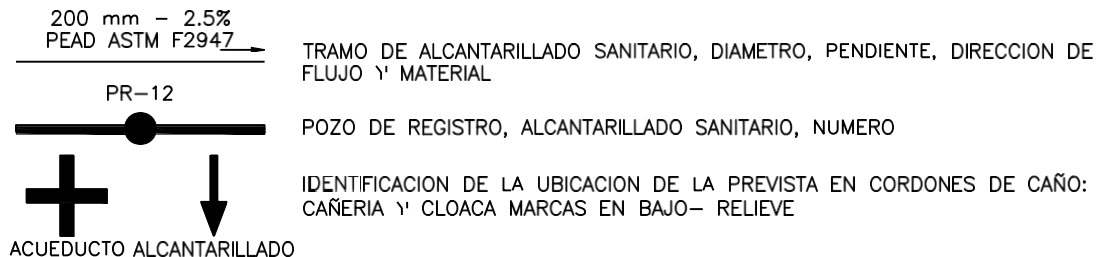 200 mm - 2.5%
PEAD ASTM F2947
TRAMO DE ALCANTARILLADO SANITARIO, DIAMETRO, PENDIENTE, DIRECCION DE
FLUJO Y MATERIAL
PR-12
POZO DE REGISTRO, ALCANTARILLADO SANITARIO, NUMERO
IDENTIFICACION DE LA UBICACION DE LA PREVISTA EN CORDONES DE CAÑO:
CAÑERIA Y CLOACA MARCAS EN BAJO- RELIEVE
ACUEDUCTO ALCANTARILLADO